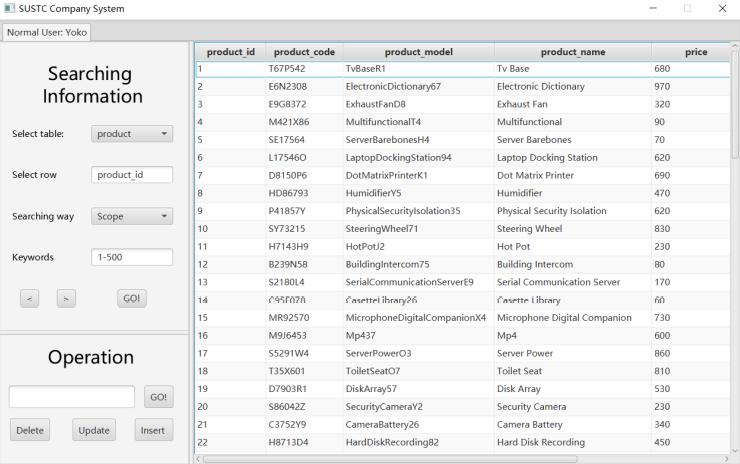 SUSTC Company System
Normal User: Yoko
Searching
Information
Select table: product
Select row product_id
Searching way Scope
Keywords 1-500
< > GO!
Operation
GO!
Delete Update Insert
product_id product_code product_model product_name price
1 T67P542 TvBaseR1 Tv Base 680
2 E6N2308 ElectronicDictionary67 Electronic Dictionary 970
3 E9G8372 ExhaustFanD8 Exhaust Fan 320
4 M421X86 MultifunctionalT4 Multifunctional 90
5 SE17564 ServerBarebonesH4 Server Barebones 70
6 L17546O LaptopDockingStation94 Laptop Docking Station 620
7 D8150P6 DotMatrixPrinterK1 Dot Matrix Printer 690
8 HD86793 HumidifierY5 Humidifier 470
9 P41857Y PhysicalSecurityIsolation35 Physical Security Isolation 620
10 SY73215 SteeringWheel71 Steering Wheel 830
11 H7143H9 HotPotJ2 Hot Pot 230
12 B239N58 BuildingIntercom75 Building Intercom 80
13 S2180L4 SerialCommunicationServerE9 Serial Communication Server 170
14 CasetteLibrary26 Casette Library 60
15 MR92570 MicrophoneDigitalCompanionX4 Microphone Digital Companion 730
16 M9J6453 Mp437 Mp4 600
17 S5291W4 ServerPowerO3 Server Power 860
18 T35X601 ToiletSeatO7 Toilet Seat 810
19 D7903R1 DiskArray57 Disk Array 530
20 S86042Z SecurityCameraY2 Security Camera 230
21 C3752Y9 CameraBattery26 Camera Battery 340
22 H8713D4 HardDiskRecording82 Hard Disk Recording 450